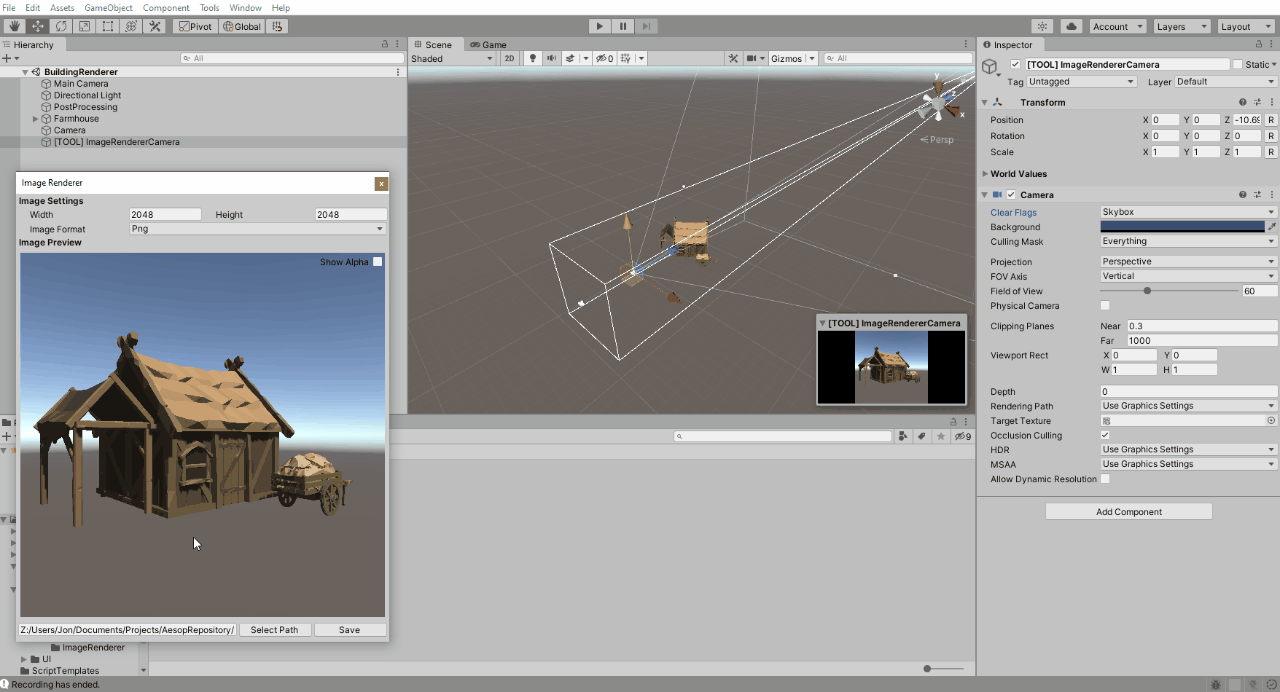 File Edit Assets GameObject Component Tools Window Help
Pivot Global Account Layers Layout
Hierarchy
All
BuildingRenderer
Main Camera
Directional Light
PostProcessing
Farmhouse
Camera
[TOOL] ImageRendererCamera
Image Renderer
x
Image Settings
Width 2048 Height 2048
Image Format Png
Image Preview
Show Alpha
Z:/Users/Jon/Documents/Projects/AesopRepository/ Select Path Save
ImageRenderer
UI
ScriptTemplates
Recording has ended.
Scene Game
Shaded 2D 0 Gizmos All
y
z
x
Persp
[TOOL] ImageRendererCamera
9
Inspector
[TOOL] ImageRendererCamera Static
Tag Untagged Layer Default
Transform
Position X 0 Y 0 Z -10.69 R
Rotation X 0 Y 0 Z 0 R
Scale X 1 Y 1 Z 1 R
World Values
Camera
Clear Flags Skybox
Background
Culling Mask Everything
Projection Perspective
FOV Axis Vertical
Field of View 60
Physical Camera
Clipping Planes Near 0.3
Far 1000
Viewport Rect X 0 Y 0
W 1 H 1
Depth 0
Rendering Path Use Graphics Settings
Target Texture
Occlusion Culling
HDR Use Graphics Settings
MSAA Use Graphics Settings
Allow Dynamic Resolution
Add Component